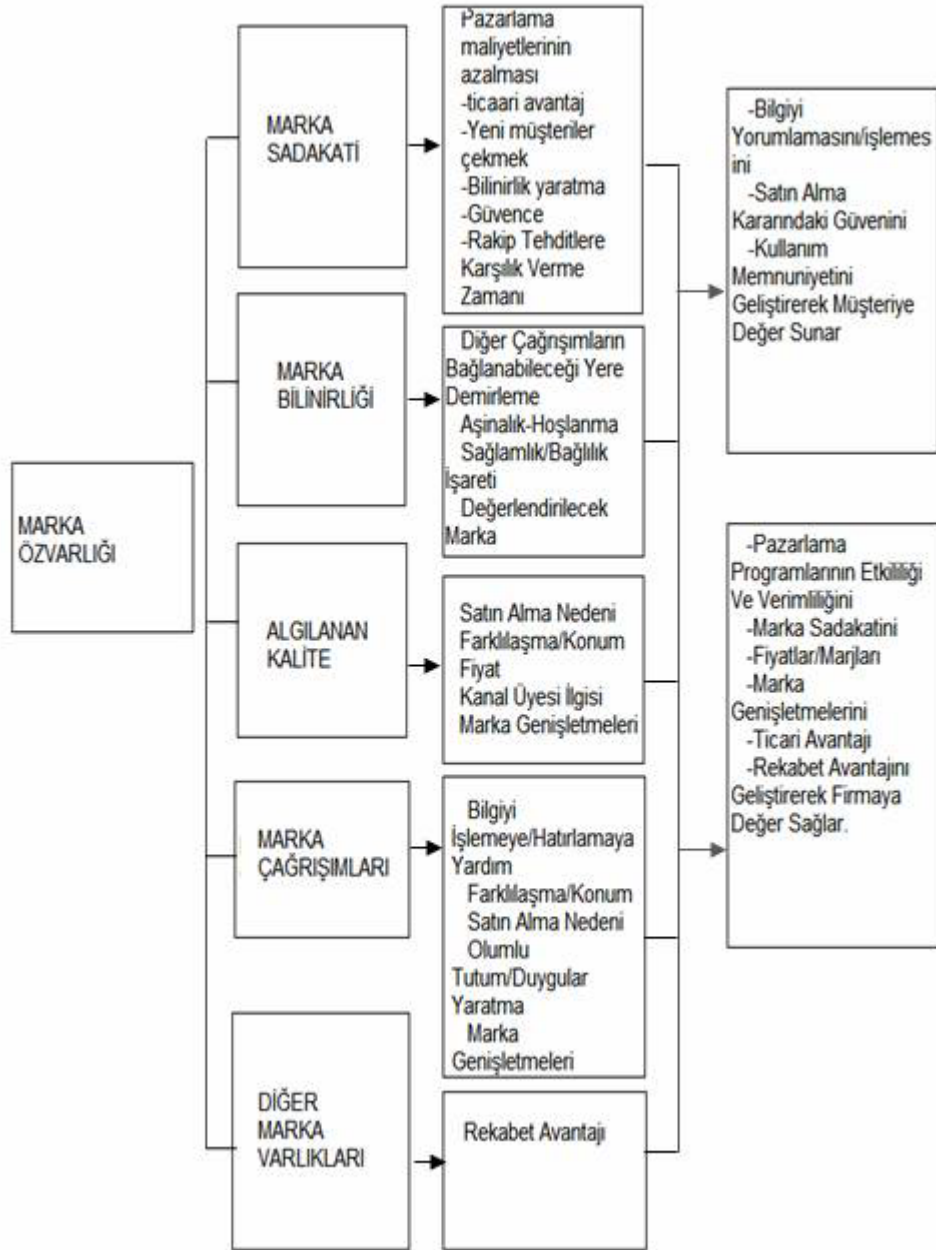 MARKA
ÖZVARLIĞI
MARKA
SADAKATİ
Pazarlama
maliyetlerinin
azalması
-ticaari avantaj
-Yeni müşteriler
çekmek
-Bilinirlik yaratma
-Güvence
-Rakip Tehditlere
Karşılık Verme
Zamanı
MARKA
BİLİNİRLİĞİ
Diğer Çağrışımların
Bağlanabileceği Yere
Demirleme
Aşinalık-Hoşlanma
Sağlamlık/Bağlılık
İşareti
Değerlendirilecek
Marka
ALGILANAN
KALİTE
Satın Alma Nedeni
Farklılaşma/Konum
Fiyat
Kanal Üyesi İlgisi
Marka Genişletmeleri
MARKA
ÇAĞRIŞIMLARI
Bilgiyi
İşlemeye/Hatırlamaya
Yardım
Farklılaşma/Konum
Satın Alma Nedeni
Olumlu
Tutum/Duygular
Yaratma
Marka
Genişletmeleri
DİĞER
MARKA
VARLIKLARI
Rekabet Avantajı
-Bilgiyi
Yorumlamasını/işlemes
ini
-Satın Alma
Kararındaki Güvenini
-Kullanım
Memnuniyetini
Geliştirerek Müşteriye
Değer Sunar
-Pazarlama
Programlarının Etkililiği
Ve Verimliliğini
-Marka Sadakatini
-Fiyatlar/Marjları
-Marka
Genişletmelerini
-Ticari Avantajı
-Rekabet Avantajını
Geliştirerek Firmaya
Değer Sağlar.